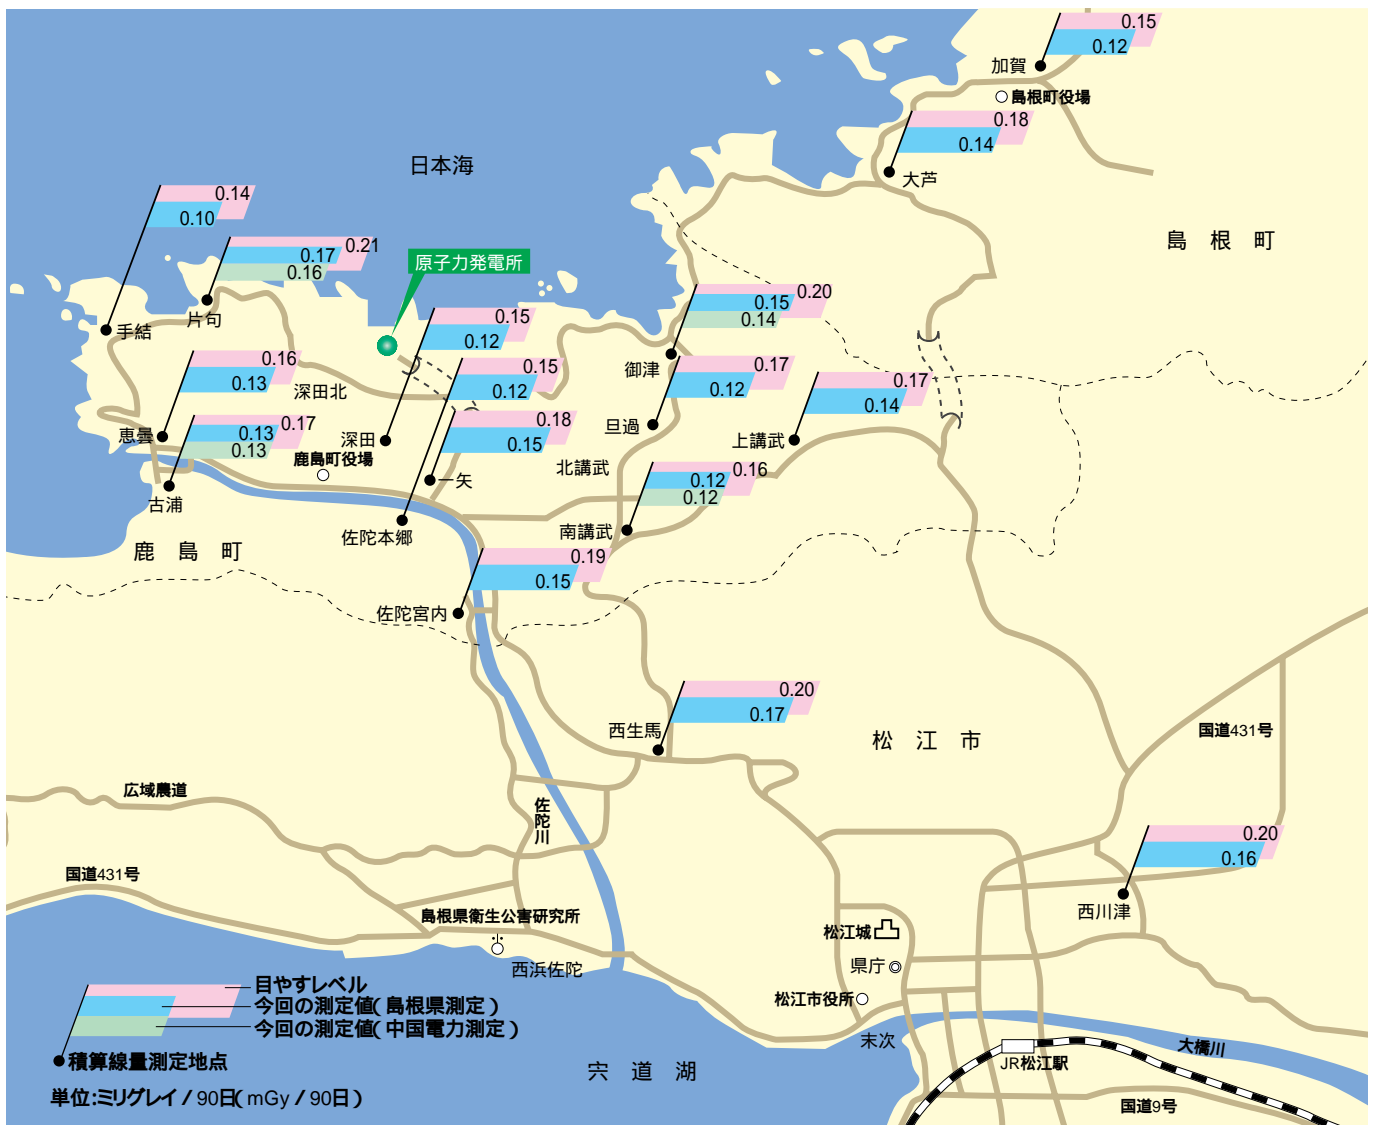 0.15
0.12
加賀
島根町役場
0.18
0.14
大芦
日本海
島根町
0.14
0.10
手結
0.21
0.17
0.16
片句
原子力発電所
0.15
0.12
深田
0.20
0.15
0.14
御津
0.16
0.13
恵曇
深田北
0.15
0.12
佐陀本郷
0.17
0.12
旦過
0.17
0.14
上講武
0.17
0.13
0.13
古浦
鹿島町役場
0.18
0.15
一矢
北講武
0.16
0.12
0.12
南講武
鹿島町
0.19
0.15
佐陀宮内
0.20
0.17
西生馬
松江市
国道431号
広域農道
佐陀川
0.20
0.16
西川津
国道431号
島根県衛生公害研究所
西浜佐陀
松江城
県庁
松江市役所
末次
大橋川
JR松江駅
国道9号
宍道湖
目やすレベル
今回の測定値(島根県測定)
今回の測定値(中国電力測定)
積算線量測定地点
単位:ミリグレイ/90日(mGy/90日)